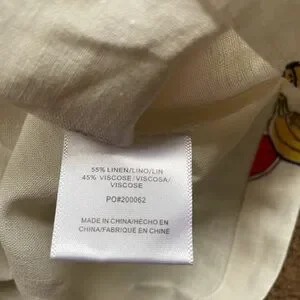 55% LINEN/LINO/LIN
45% VISCOSE/VISCOSA/
VISCOSE
PO#200062
MADE IN CHINA/HECHO EN
CHINA/FABRIQUÉ EN CHINE